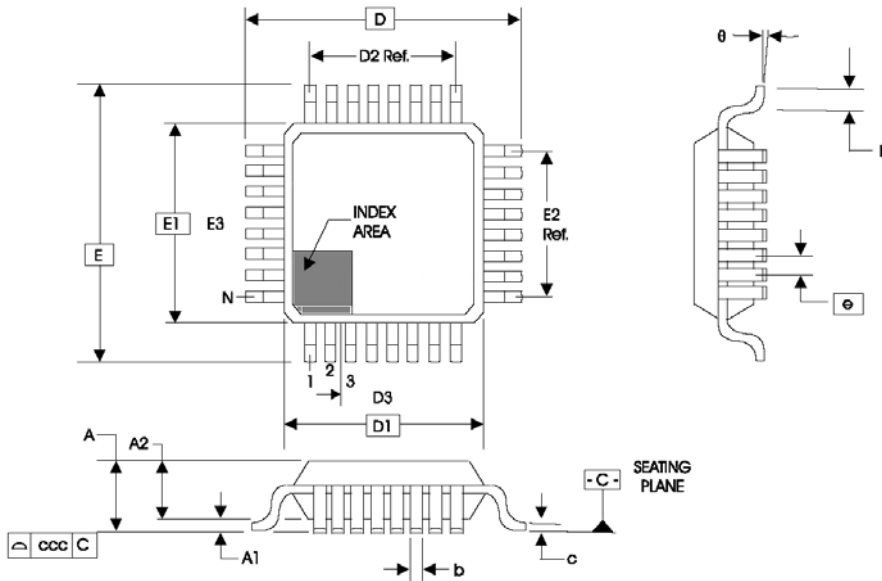 D
D2 Ref.
θ
E
E1
E3
INDEX
AREA
E2
Ref.
N
1
2
3
D3
D1
e
A
A2
SEATING
PLANE
- C -
ccc C
A1
b
c